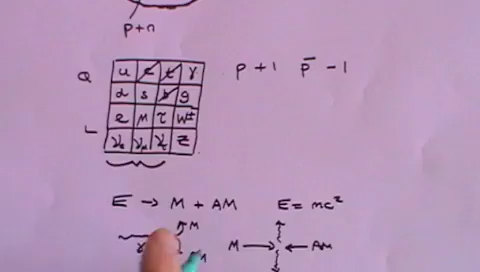 p+n
Q u c t γ p +1 p̄ -1
d s b g
e μ τ W±
L νe νμ ντ Z
E → M + AM E = mc²
M
γ M → ← AM